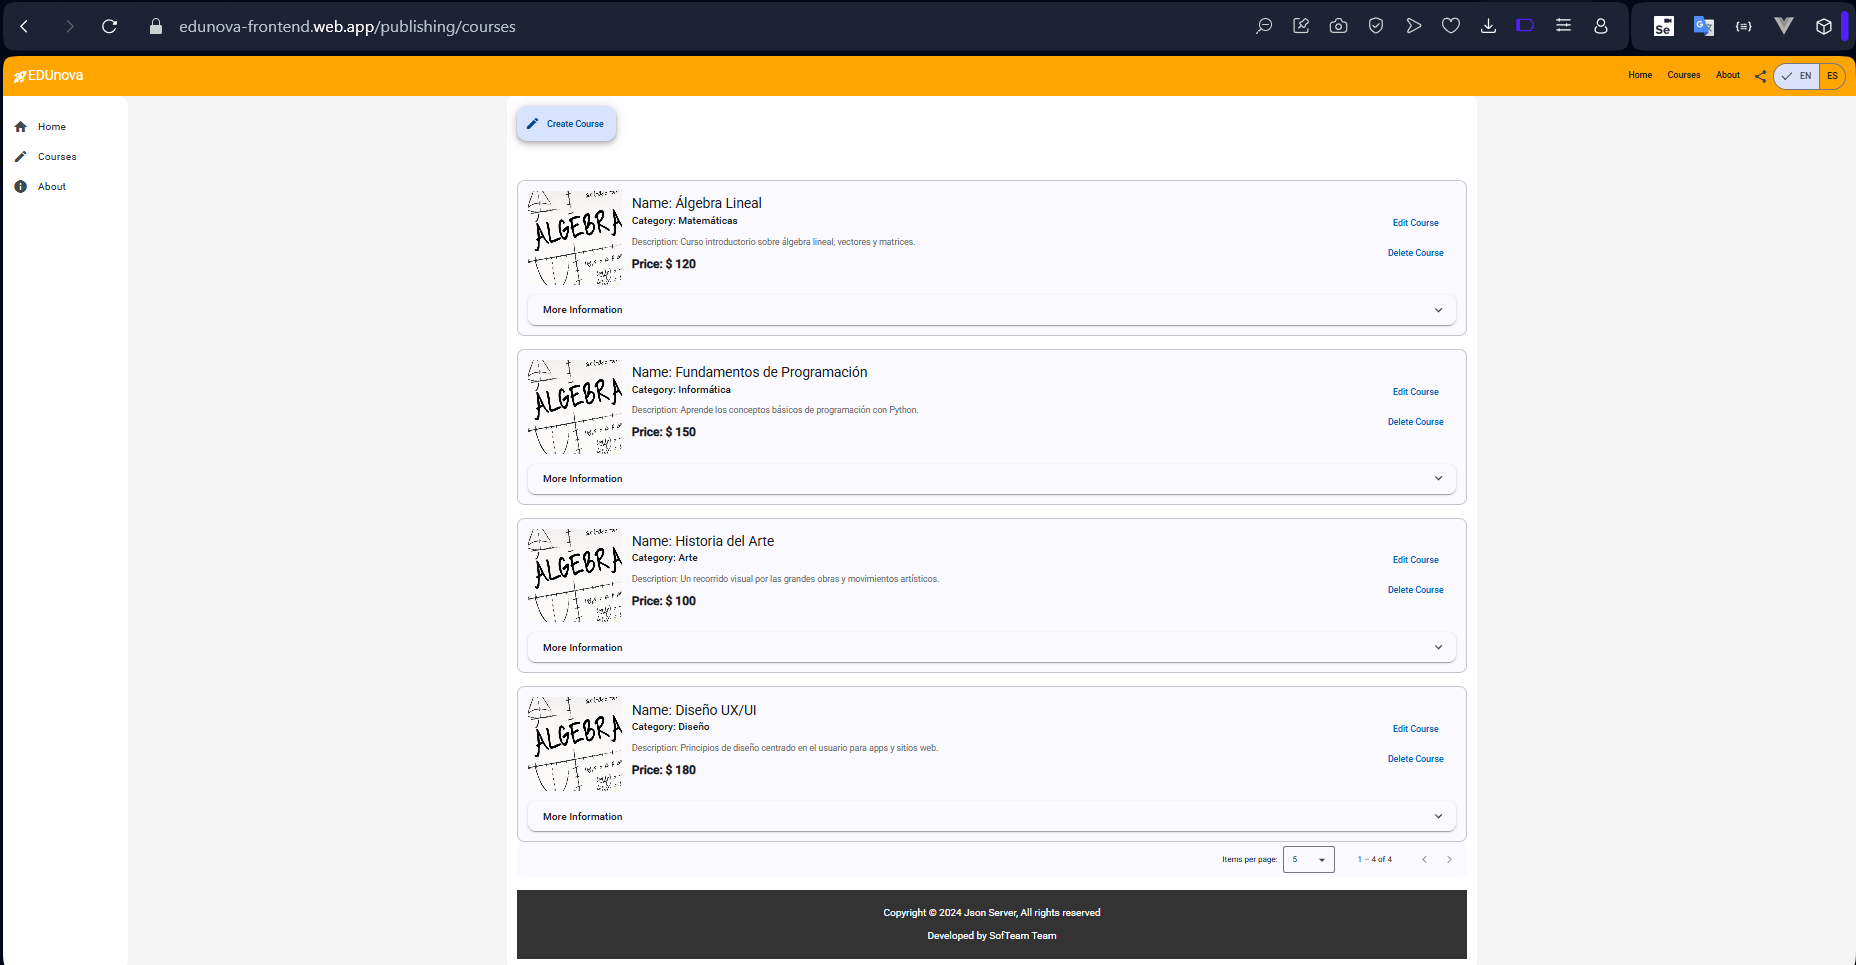 edunova-frontend.web.app/publishing/courses
EDUnova
Home
Courses
About
EN
ES
Home
Courses
About
Create Course
ÁLGEBRA
Name: Álgebra Lineal
Category: Matemáticas
Description: Curso introductorio sobre álgebra lineal, vectores y matrices.
Price: $ 120
Edit Course
Delete Course
More Information
ÁLGEBRA
Name: Fundamentos de Programación
Category: Informática
Description: Aprende los conceptos básicos de programación con Python.
Price: $ 150
Edit Course
Delete Course
More Information
ÁLGEBRA
Name: Historia del Arte
Category: Arte
Description: Un recorrido visual por las grandes obras y movimientos artísticos.
Price: $ 100
Edit Course
Delete Course
More Information
ÁLGEBRA
Name: Diseño UX/UI
Category: Diseño
Description: Principios de diseño centrado en el usuario para apps y sitios web.
Price: $ 180
Edit Course
Delete Course
More Information
Items per page: 5 1 – 4 of 4
Copyright © 2024 Json Server, All rights reserved
Developed by SofTeam Team